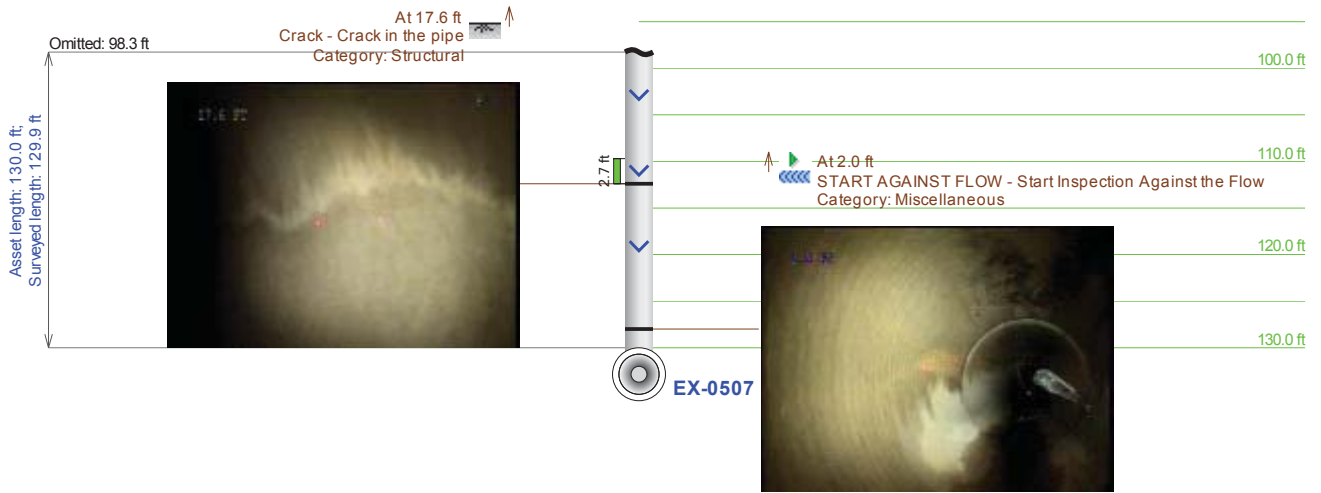 At 17.6 ft
Crack - Crack in the pipe
Category: Structural
Omitted: 98.3 ft
100.0 ft
Asset length: 130.0 ft;
Surveyed length: 129.9 ft
17.6 FT
2.7 ft
110.0 ft
At 2.0 ft
START AGAINST FLOW - Start Inspection Against the Flow
Category: Miscellaneous
120.0 ft
130.0 ft
EX-0507